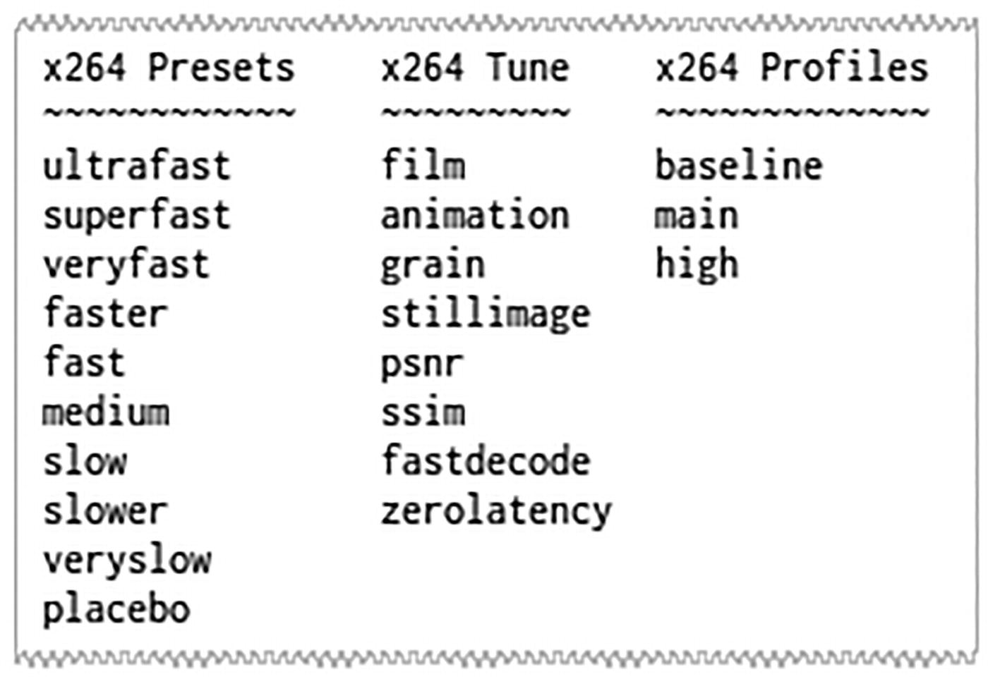 x264 Presets    x264 Tune    x264 Profiles
~~~~~~~~~~~~    ~~~~~~~~~    ~~~~~~~~~~~~~
ultrafast       film         baseline
superfast       animation    main
veryfast        grain        high
faster          stillimage
fast            psnr
medium          ssim
slow            fastdecode
slower          zerolatency
veryslow
placebo